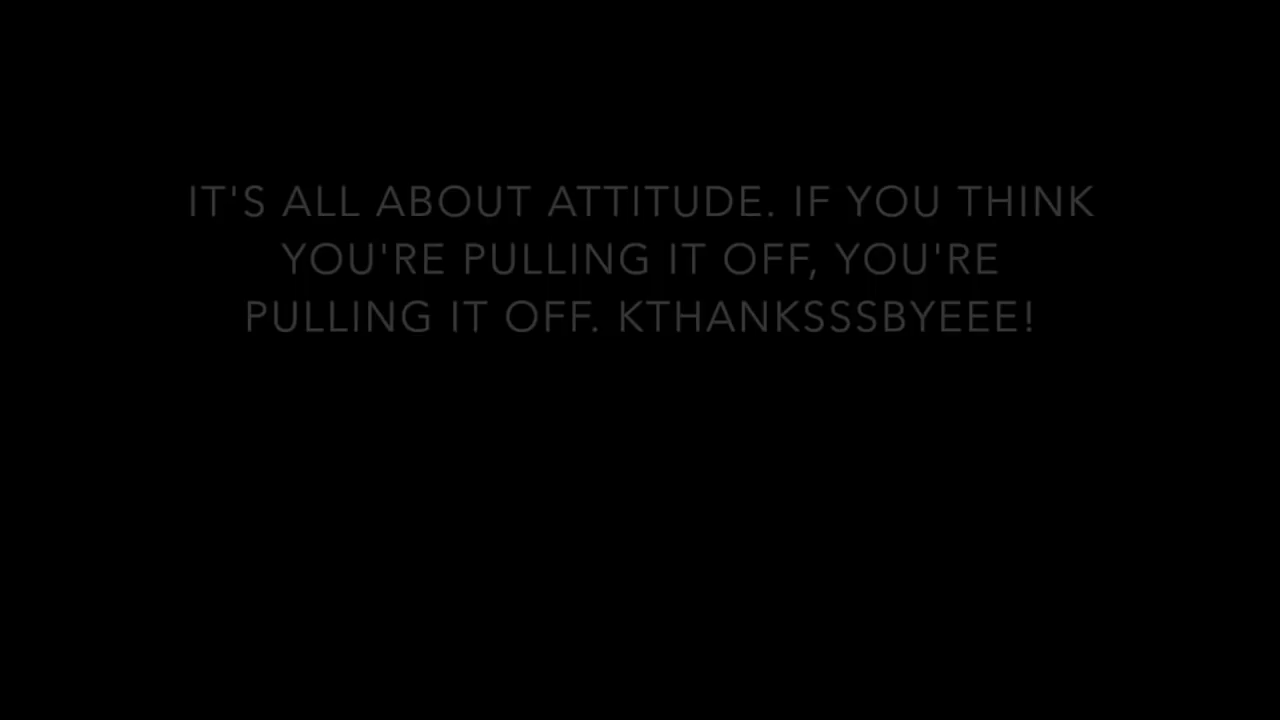 IT'S ALL ABOUT ATTITUDE. IF YOU THINK
YOU'RE PULLING IT OFF, YOU'RE
PULLING IT OFF. KTHANKSSSBYEEE!